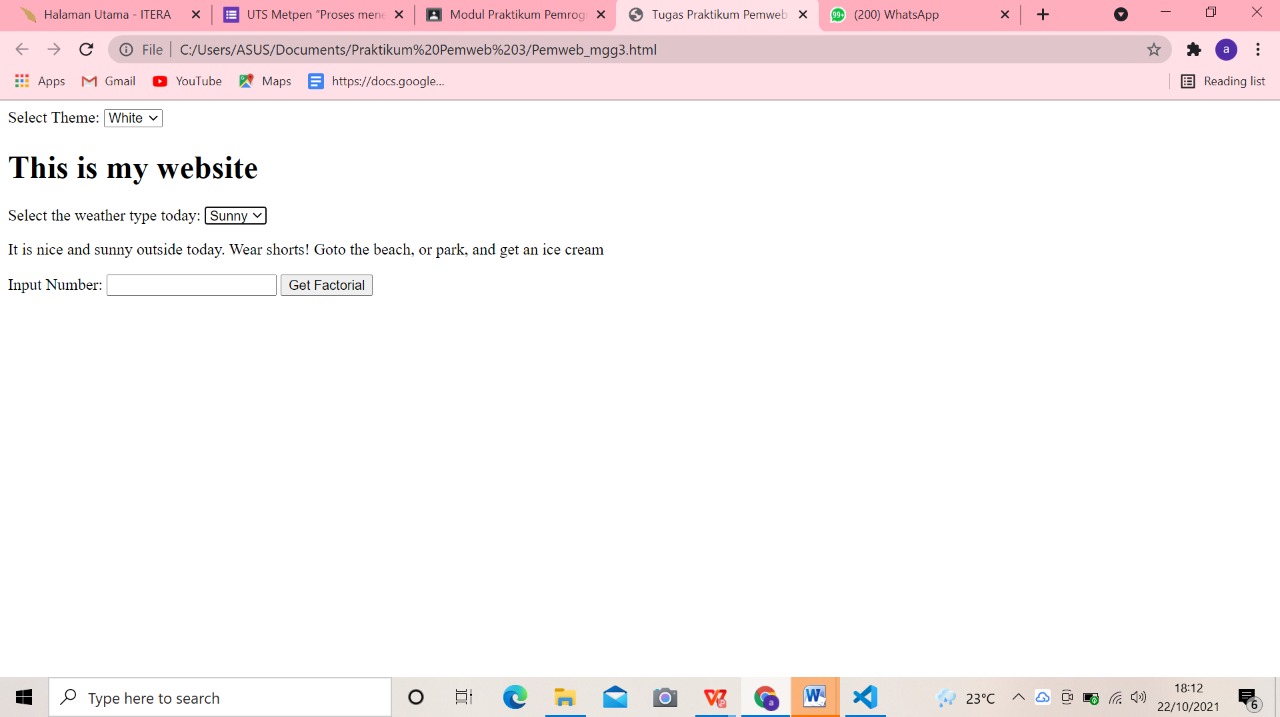 Halaman Utama - ITERA
UTS Metpen "Proses mene
Modul Praktikum Pemrog
Tugas Praktikum Pemweb
99+
(200) WhatsApp
File
C:/Users/ASUS/Documents/Praktikum%20Pemweb%203/Pemweb_mgg3.html
a
Apps
Gmail
YouTube
Maps
https://docs.google...
Reading list
Select Theme: White
This is my website
Select the weather type today: Sunny
It is nice and sunny outside today. Wear shorts! Goto the beach, or park, and get an ice cream
Input Number: Get Factorial
Type here to search
23°C
18:12
22/10/2021
6